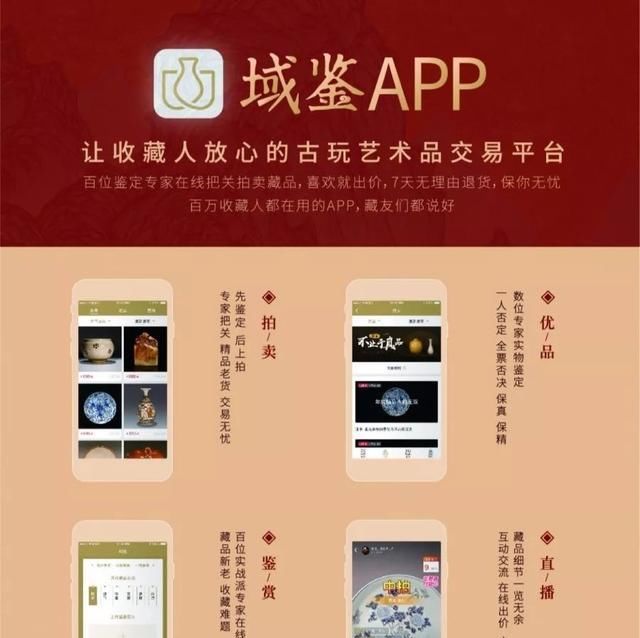 域鉴APP
让收藏人放心的古玩艺术品交易平台
百位鉴定专家在线把关拍卖藏品，喜欢就出价，7天无理由退货，保你无忧
百万收藏人都在用的APP，藏友们都说好
拍/卖
先鉴定 后上拍
专家把关 精品老货 交易无忧
优/品
数位专家实物鉴定
一人否定 全票否决 保真 保精
鉴/赏
百位实战派专家在线
藏品新老 收藏难题
直/播
藏品细节 一览无余
互动交流 在线出价